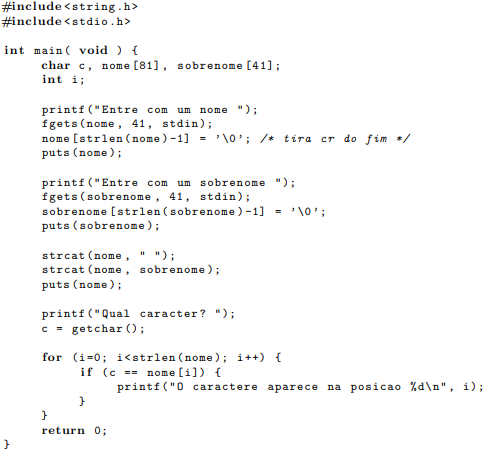 #include<string.h>
#include<stdio.h>
int main( void ) {
char c, nome[81], sobrenome[41];
int i;
printf("Entre com um nome ");
fgets(nome, 41, stdin);
nome[strlen(nome)-1] = '\0'; /* tira cr do fim */
puts(nome);
printf("Entre com um sobrenome ");
fgets(sobrenome, 41, stdin);
sobrenome[strlen(sobrenome)-1] = '\0';
puts(sobrenome);
strcat(nome, " ");
strcat(nome, sobrenome);
puts(nome);
printf("Qual caracter? ");
c = getchar();
for (i=0; i<strlen(nome); i++) {
if (c == nome[i]) {
printf("O caractere aparece na posicao %d\n", i);
}
}
return 0;
}